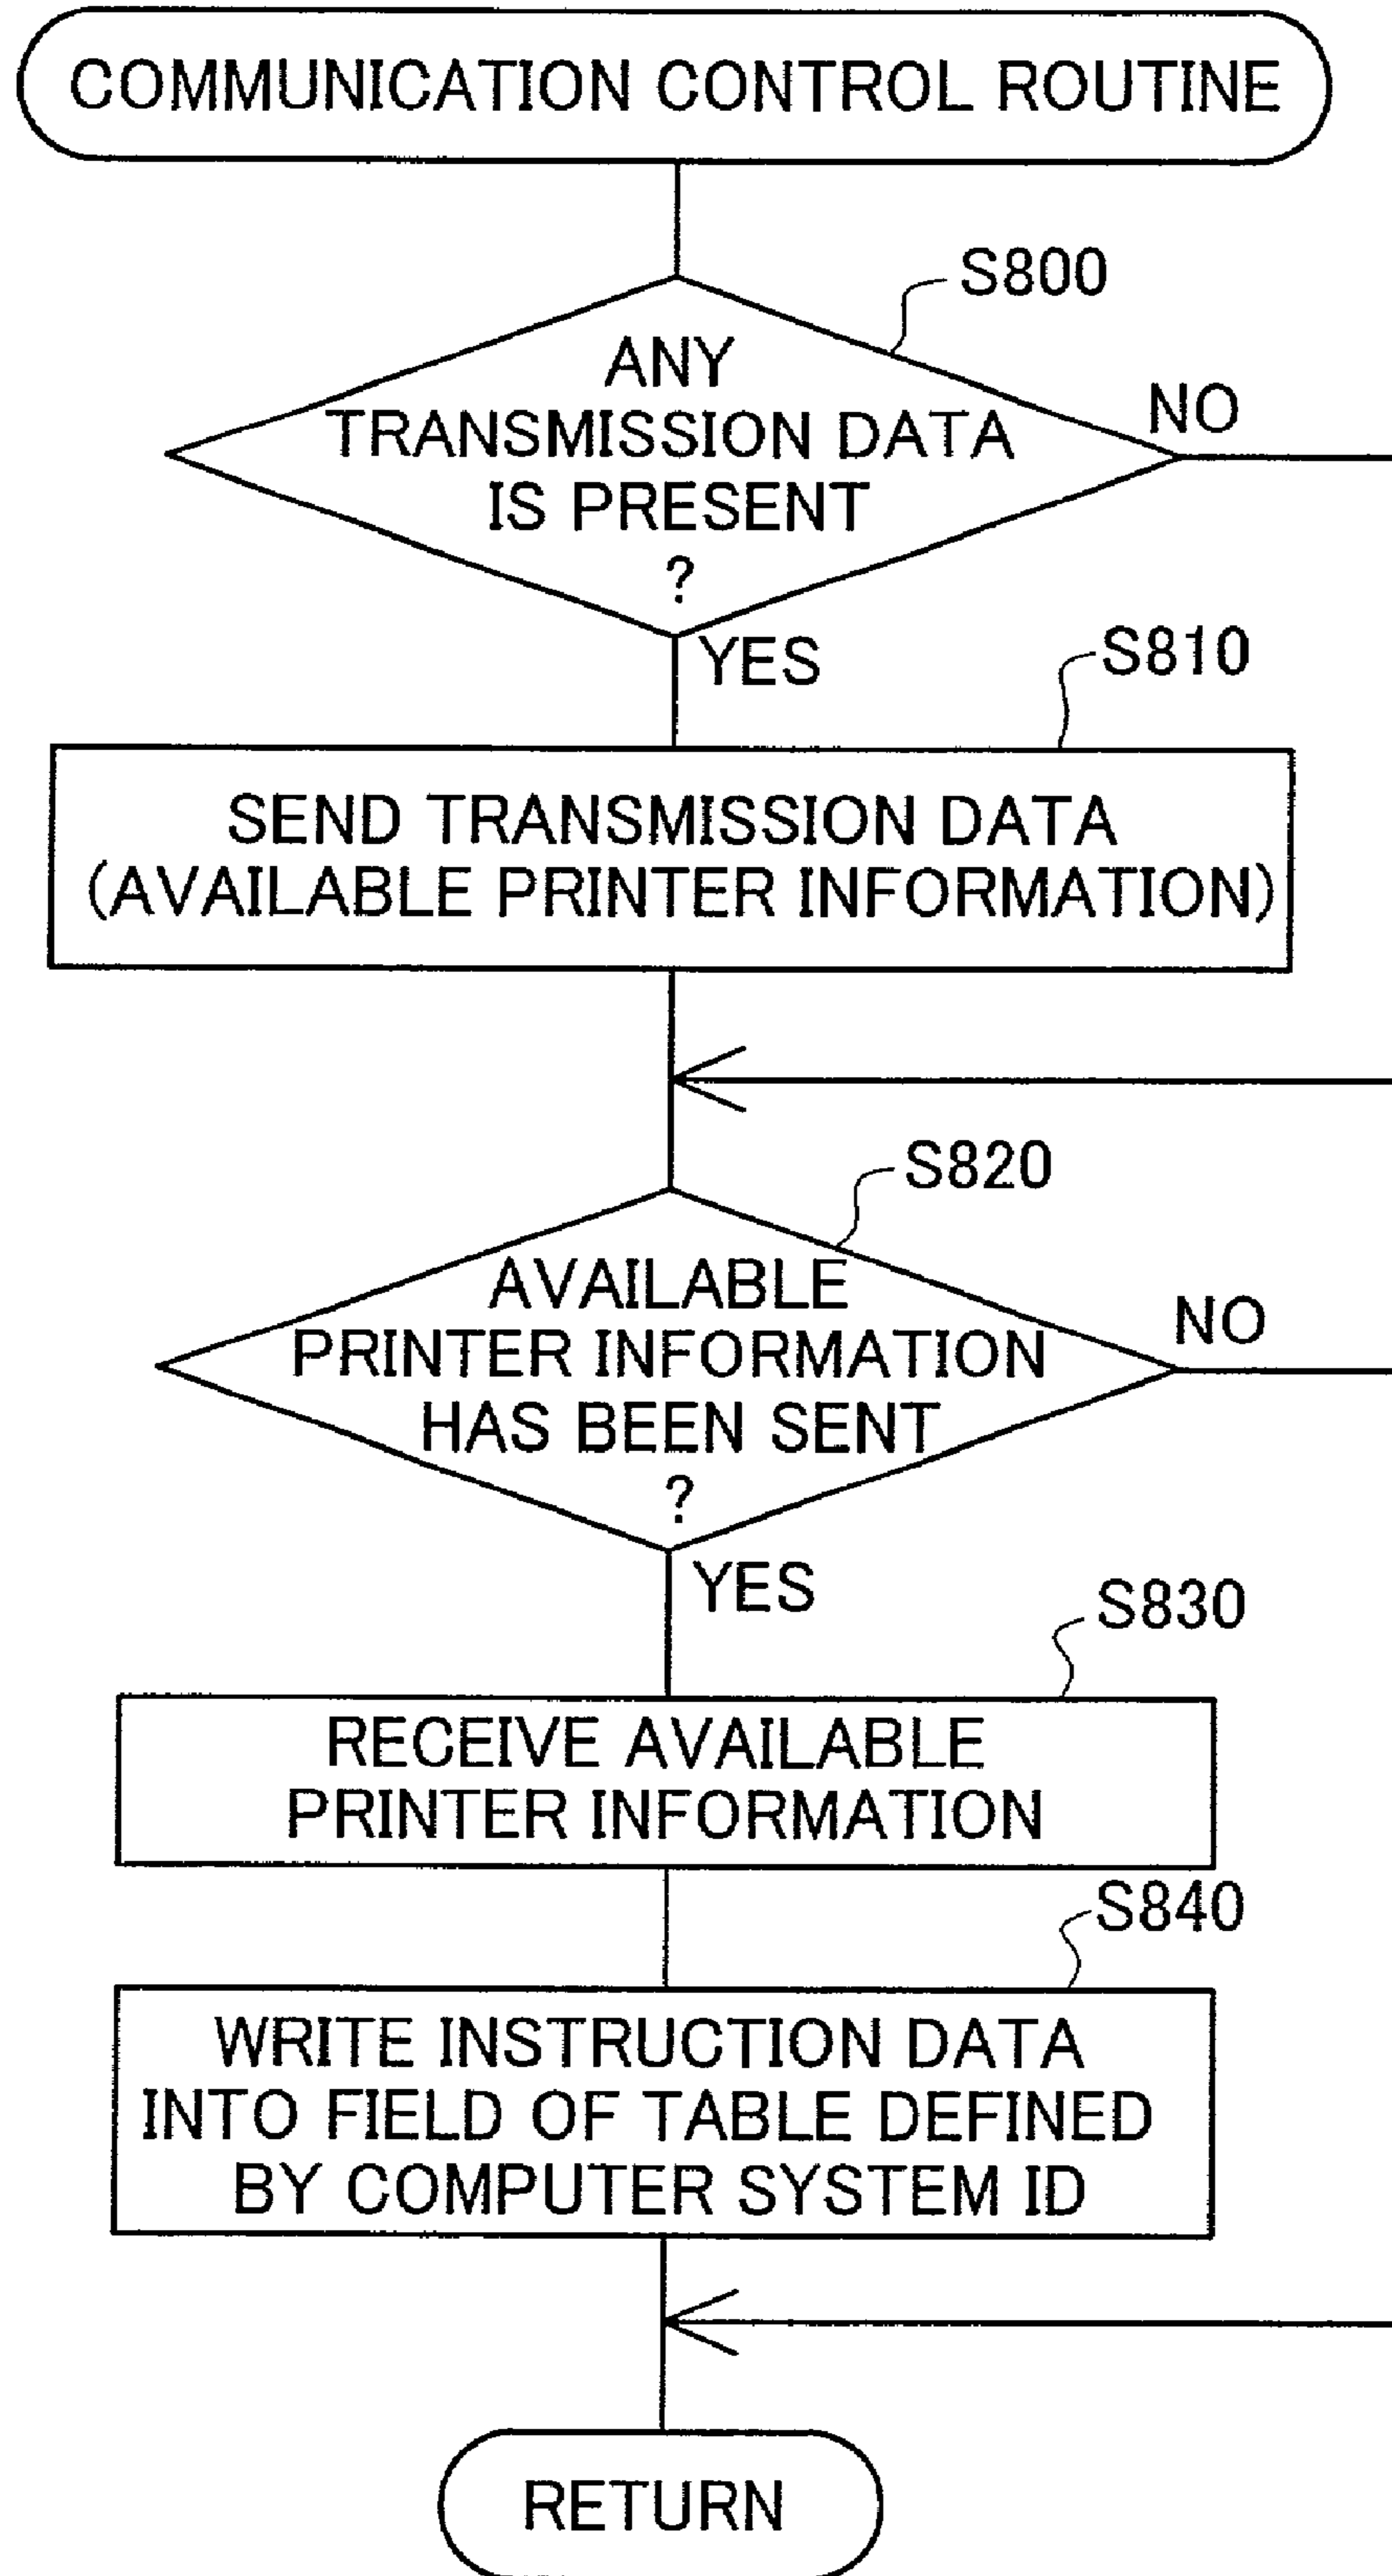 COMMUNICATION CONTROL ROUTINE
S800
ANY
TRANSMISSION DATA
IS PRESENT
?
NO
YES
S810
SEND TRANSMISSION DATA
(AVAILABLE PRINTER INFORMATION)
S820
AVAILABLE
PRINTER INFORMATION
HAS BEEN SENT
?
NO
YES
S830
RECEIVE AVAILABLE
PRINTER INFORMATION
S840
WRITE INSTRUCTION DATA
INTO FIELD OF TABLE DEFINED
BY COMPUTER SYSTEM ID
RETURN